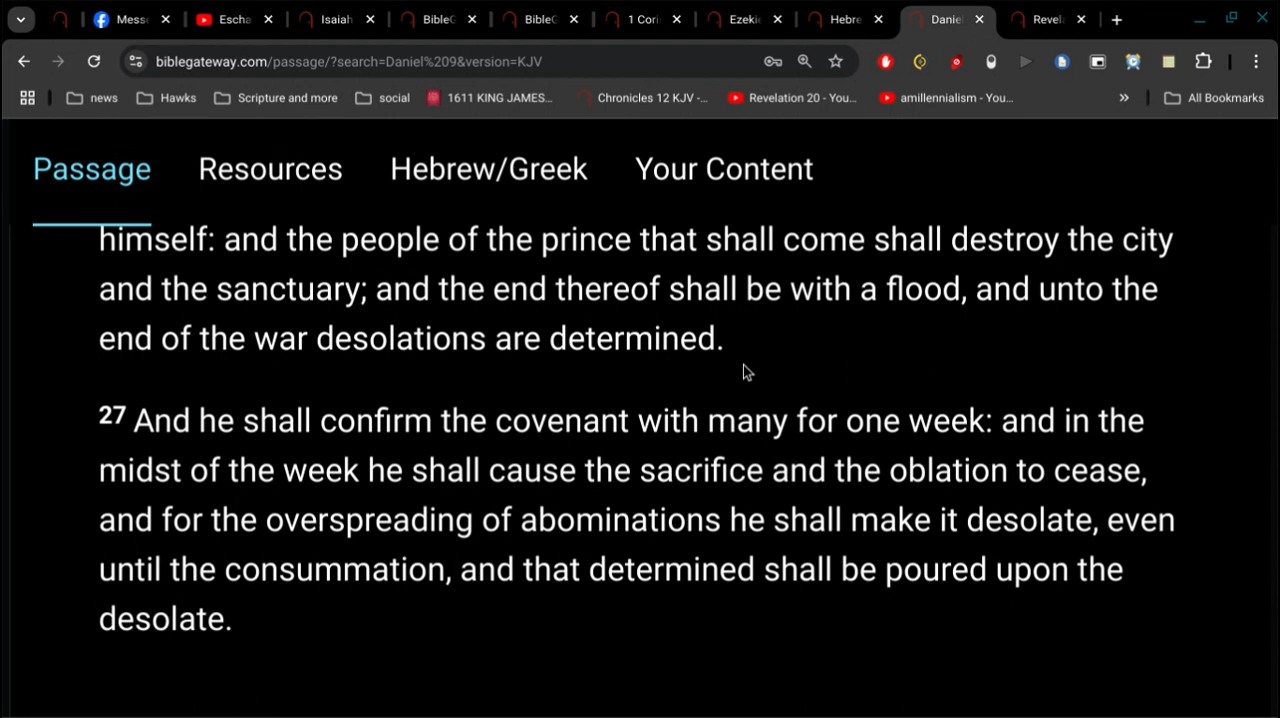 Mess
Escha
Isaiah
BibleG
BibleG
1 Cori
Ezekie
Hebre
Daniel
Revel
biblegateway.com/passage/?search=Daniel%209&version=KJV
news
Hawks
Scripture and more
social
1611 KING JAMES...
Chronicles 12 KJV -...
Revelation 20 - You...
amillennialism - You...
»
All Bookmarks
Passage
Resources
Hebrew/Greek
Your Content
himself: and the people of the prince that shall come shall destroy the city
and the sanctuary; and the end thereof shall be with a flood, and unto the
end of the war desolations are determined.
27 And he shall confirm the covenant with many for one week: and in the
midst of the week he shall cause the sacrifice and the oblation to cease,
and for the overspreading of abominations he shall make it desolate, even
until the consummation, and that determined shall be poured upon the
desolate.